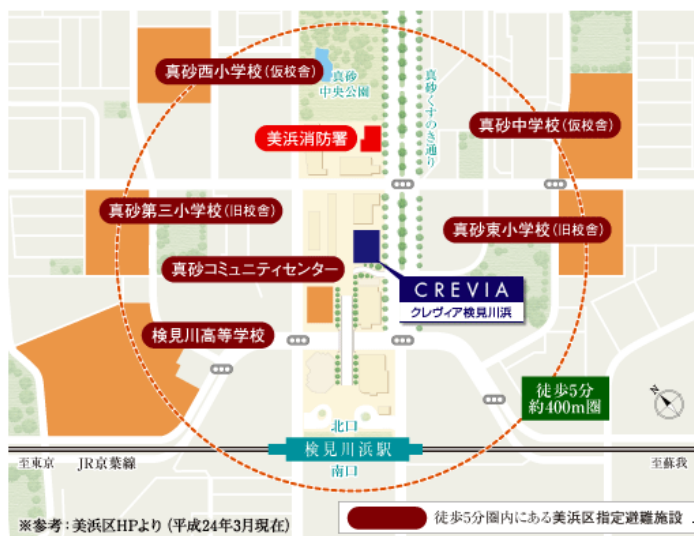 真砂西小学校(仮校舎)
真砂
中央公園
美浜消防署
真砂くすのき通り
真砂中学校(仮校舎)
真砂第三小学校(旧校舎)
真砂東小学校(旧校舎)
真砂コミュニティセンター
CREVIA
クレヴィア検見川浜
検見川高等学校
徒歩5分
約400m圏
N
北口
検見川浜駅
南口
至東京
JR京葉線
至蘇我
※参考:美浜区HPより(平成24年3月現在)
徒歩5分圏内にある美浜区指定避難施設